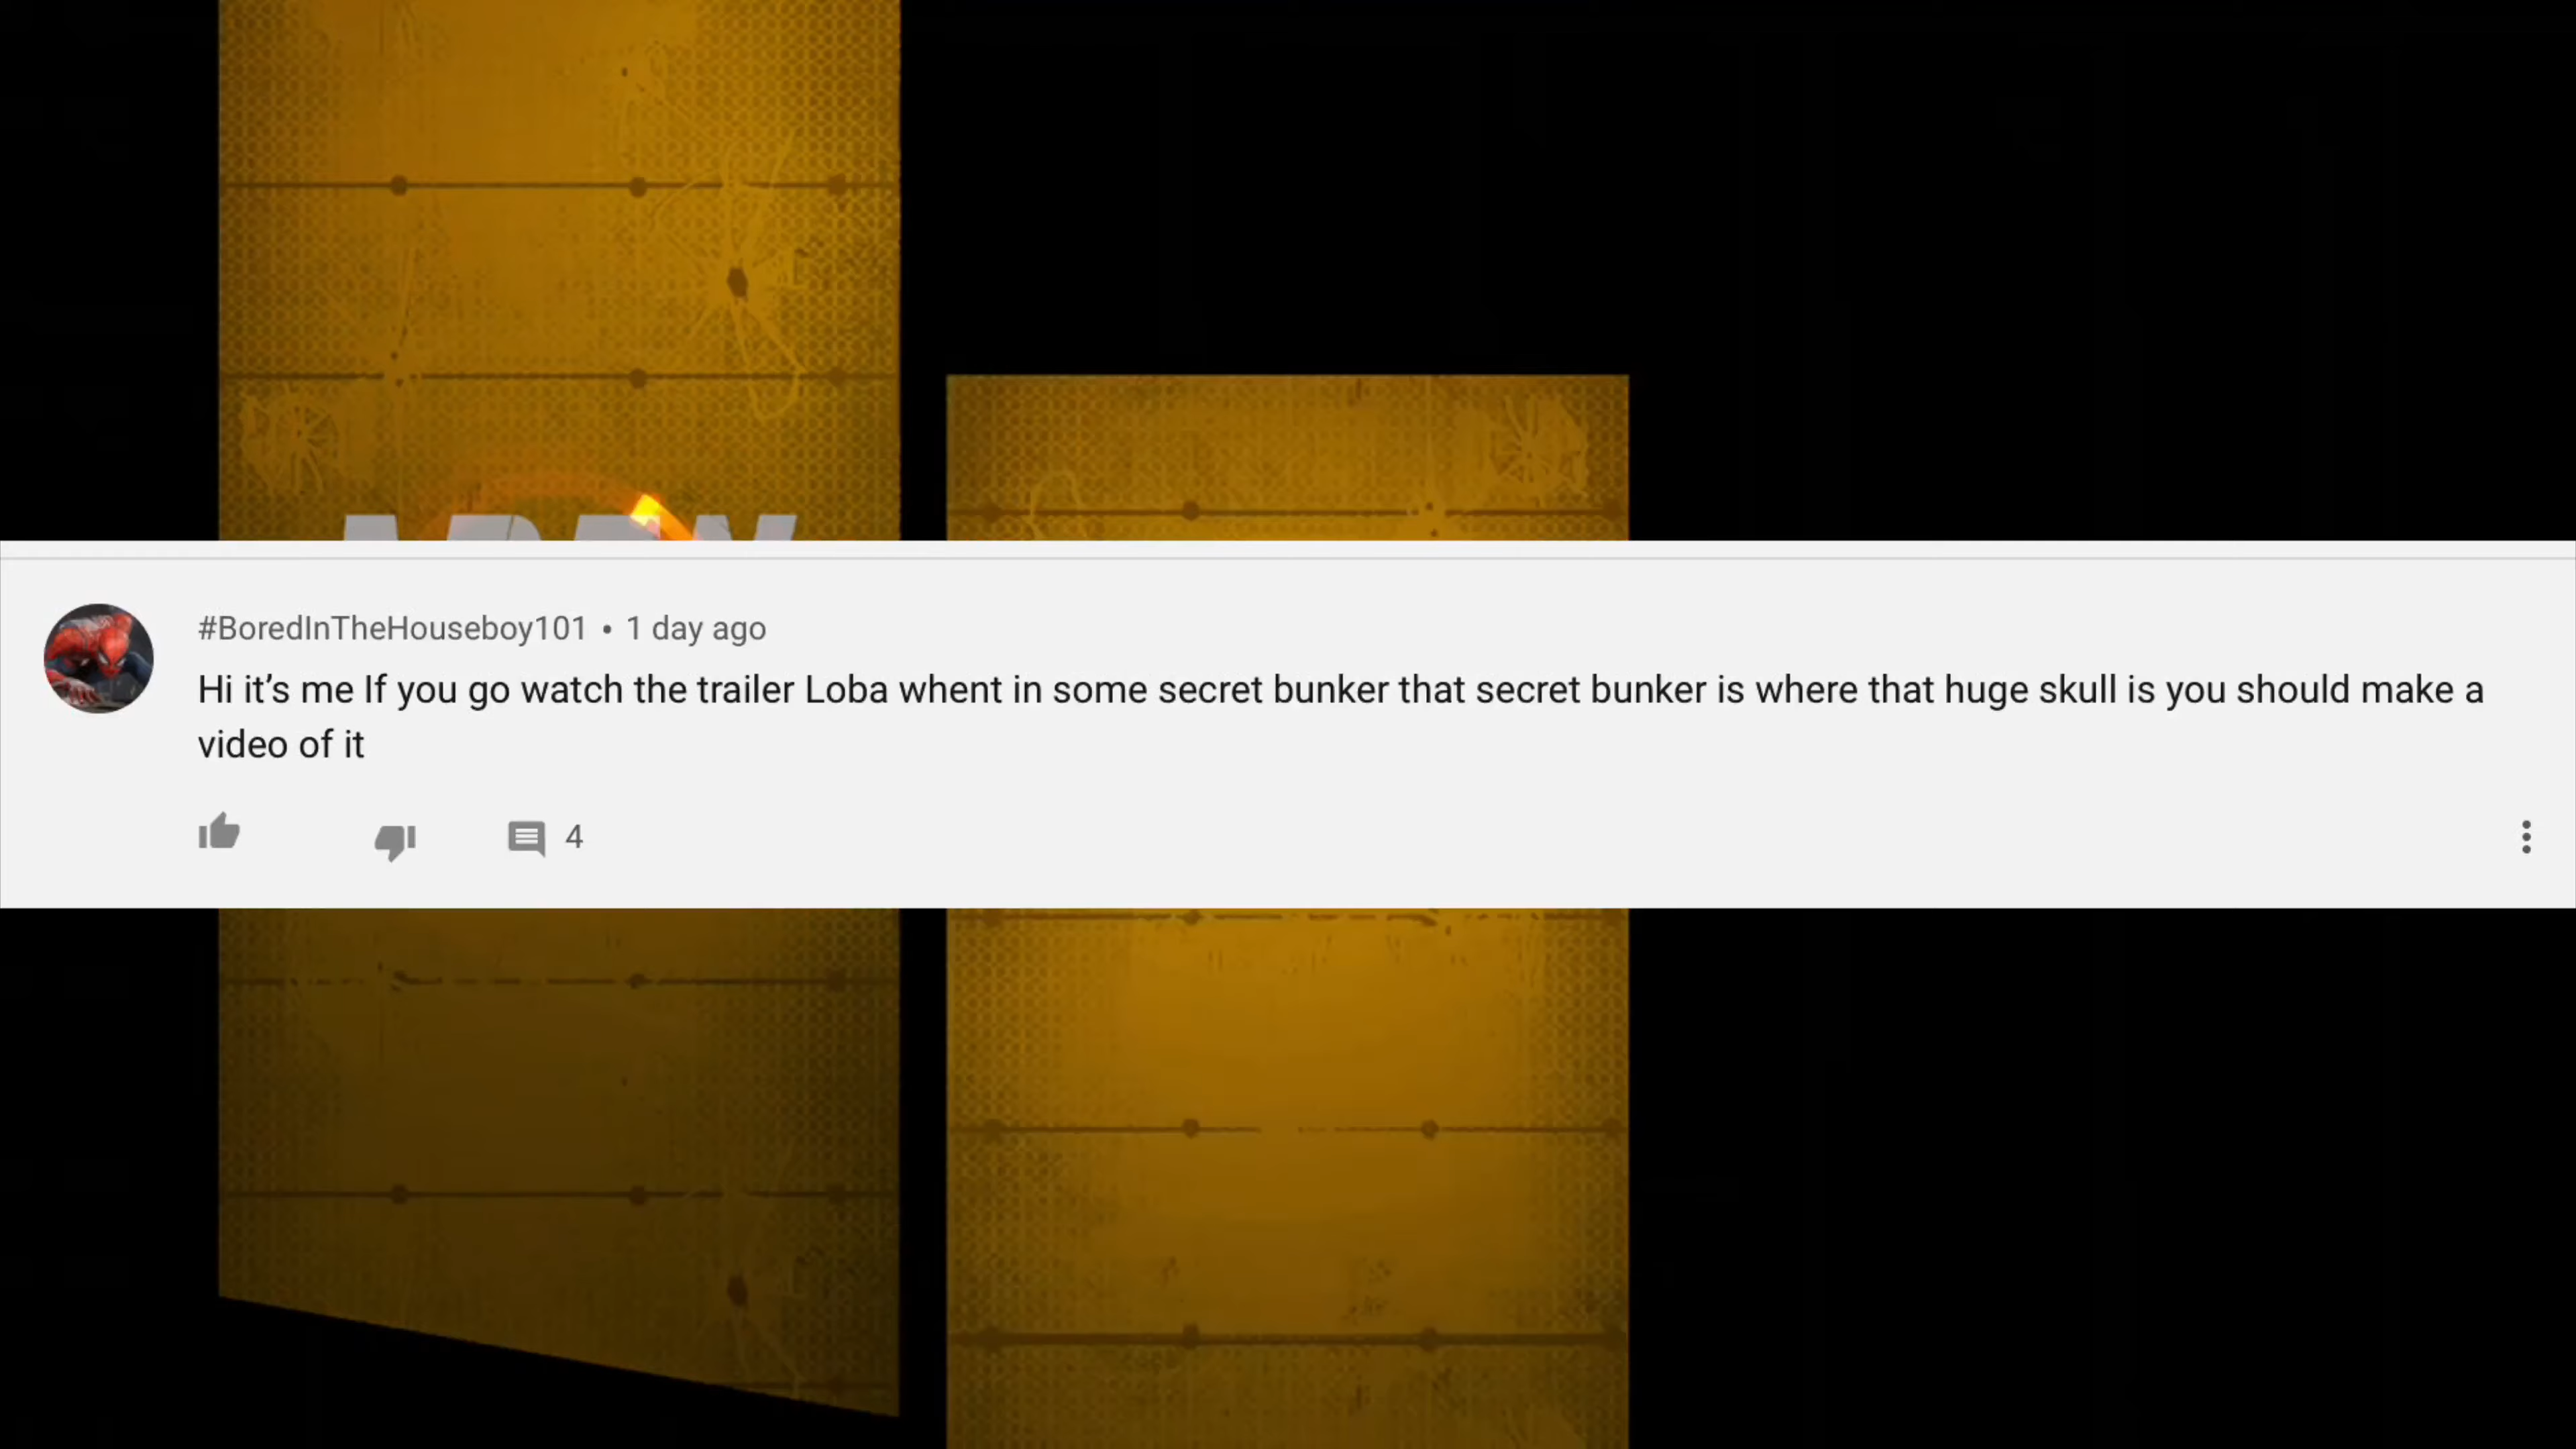 #BoredInTheHouseboy101 • 1 day ago
Hi it’s me If you go watch the trailer Loba whent in some secret bunker that secret bunker is where that huge skull is you should make a
video of it
4